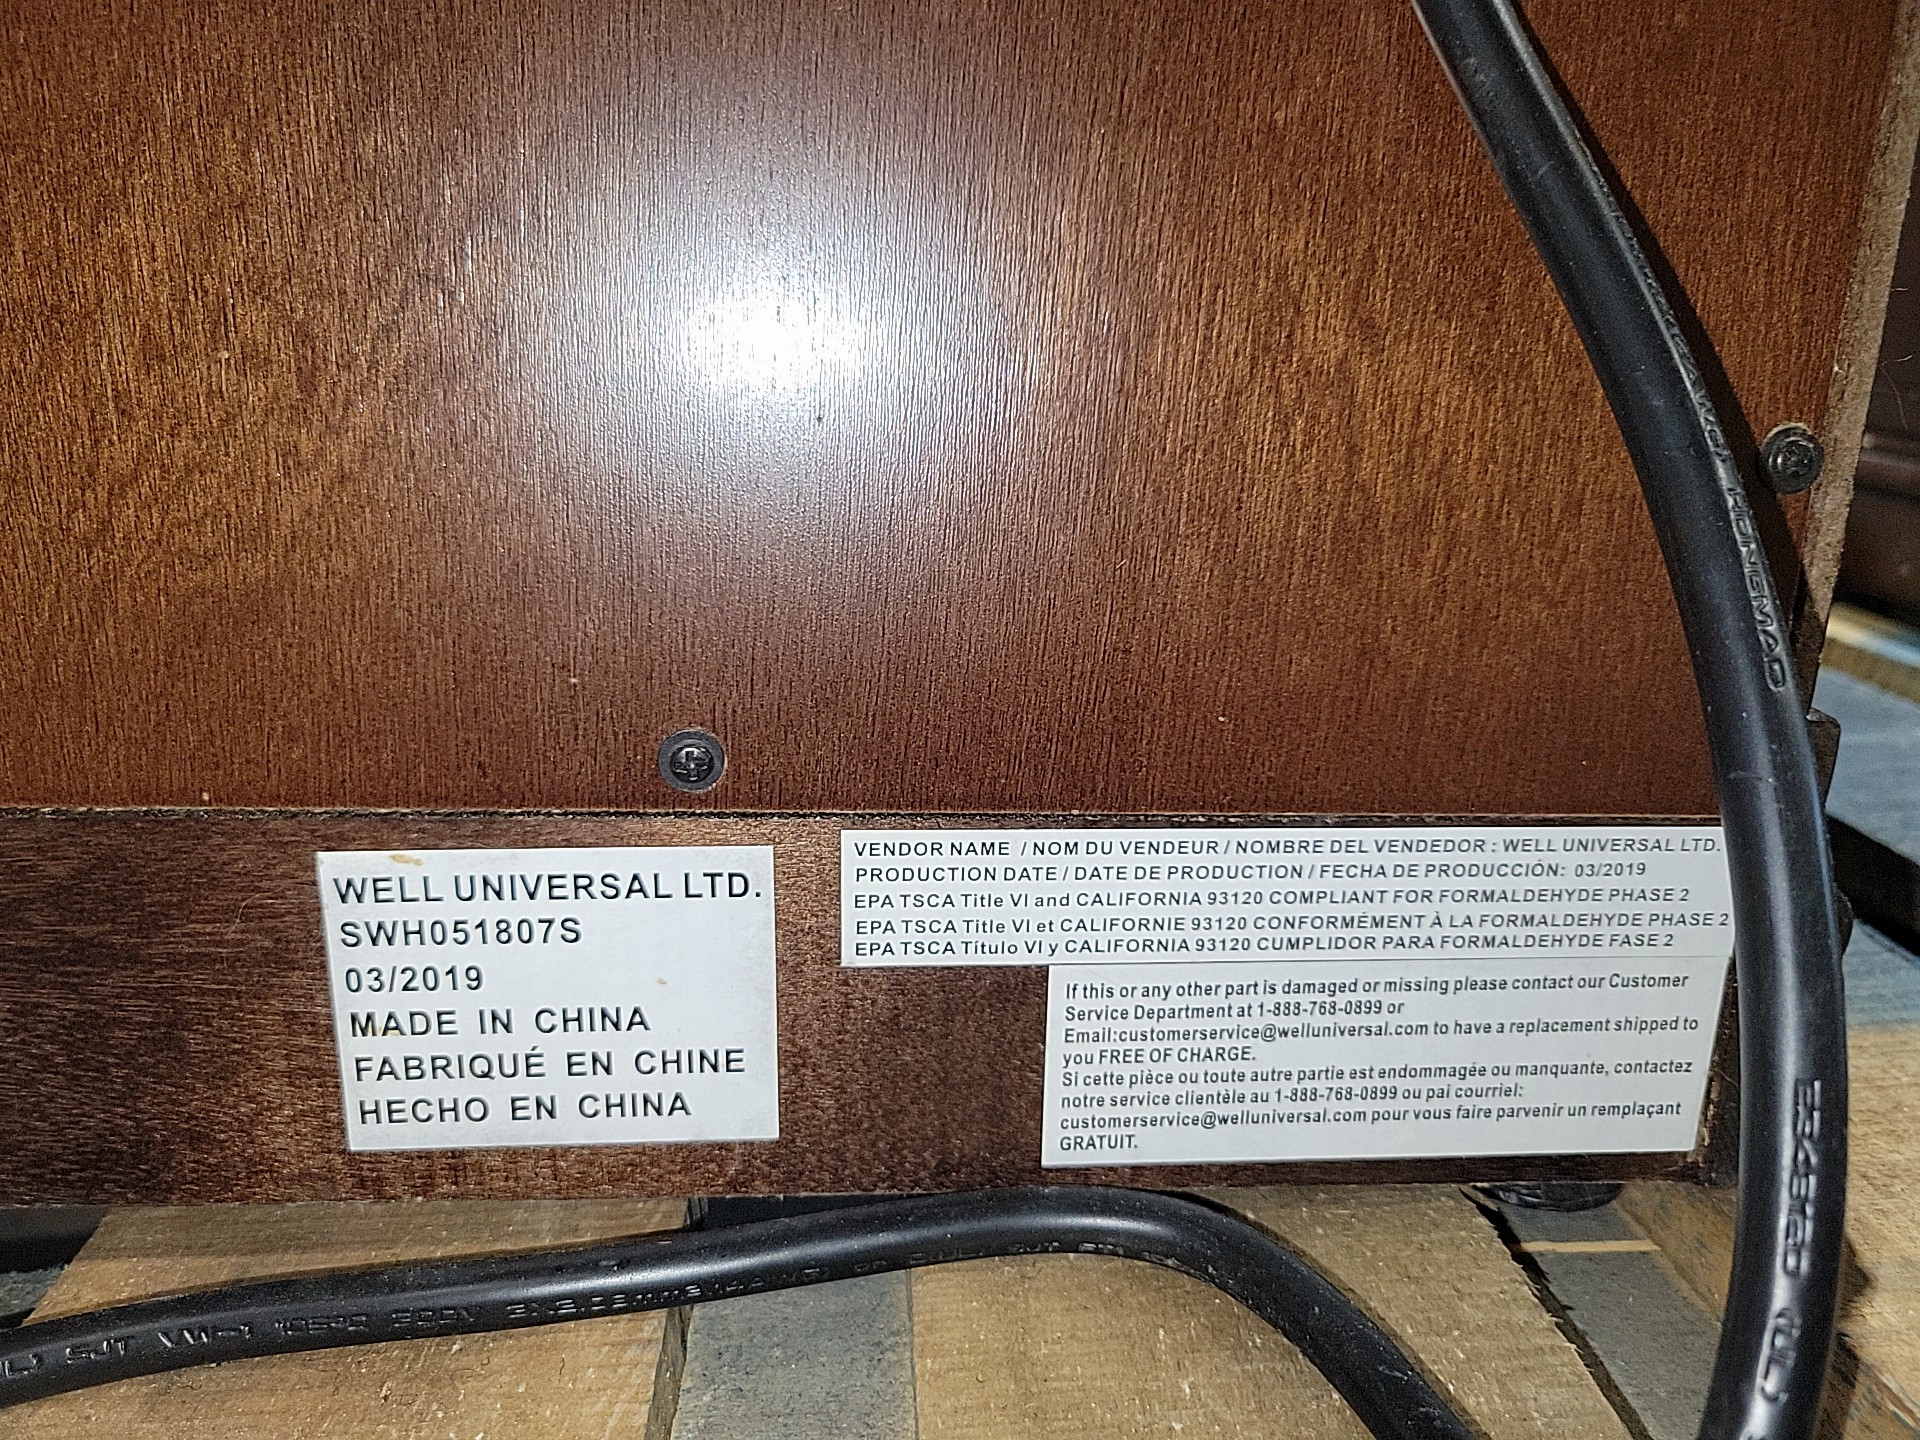 WELL UNIVERSAL LTD.
SWH051807S
03/2019
MADE IN CHINA
FABRIQUÉ EN CHINE
HECHO EN CHINA
VENDOR NAME / NOM DU VENDEUR / NOMBRE DEL VENDEDOR : WELL UNIVERSAL LTD.
PRODUCTION DATE / DATE DE PRODUCTION / FECHA DE PRODUCCIÓN: 03/2019
EPA TSCA Title VI and CALIFORNIA 93120 COMPLIANT FOR FORMALDEHYDE PHASE 2
EPA TSCA Title VI et CALIFORNIE 93120 CONFORMÉMENT À LA FORMALDEHYDE PHASE 2
EPA TSCA Título VI y CALIFORNIA 93120 CUMPLIDOR PARA FORMALDEHYDE FASE 2
If this or any other part is damaged or missing please contact our Customer
Service Department at 1-888-768-0899 or
Email:customerservice@welluniversal.com to have a replacement shipped to
you FREE OF CHARGE.
Si cette pièce ou toute autre partie est endommagée ou manquante, contactez
notre service clientèle au 1-888-768-0899 ou pai courriel:
customerservice@welluniversal.com pour vous faire parvenir un remplaçant
GRATUIT.
HONGMAO
SJT VW-1 300V